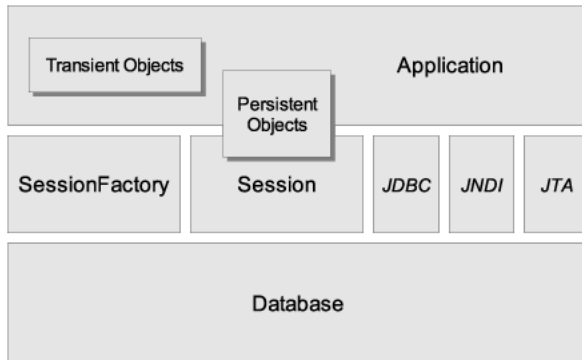 Transient Objects
Application
Persistent
Objects
SessionFactory
Session
JDBC
JNDI
JTA
Database